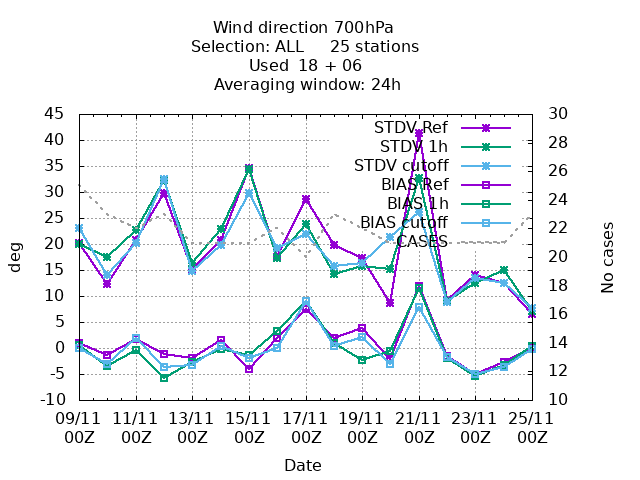 Wind direction 700hPa
Selection: ALL 25 stations
Used 18 + 06
Averaging window: 24h
45
40
35
30
25
20
15
10
5
0
-5
-10
deg
30
28
26
24
22
20
18
16
14
12
10
No cases
STDV Ref
STDV 1h
STDV cutoff
BIAS Ref
BIAS 1h
BIAS cutoff
CASES
09/11 11/11 13/11 15/11 17/11 19/11 21/11 23/11 25/11
00Z 00Z 00Z 00Z 00Z 00Z 00Z 00Z 00Z
Date